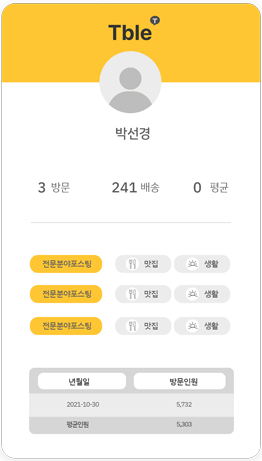 Tble T
박선경
3 방문 241 배송 0 평균
전문분야포스팅 맛집 생활
전문분야포스팅 맛집 생활
전문분야포스팅 맛집 생활
년월일 방문인원
2021-10-30 5,732
평균인원 5,303